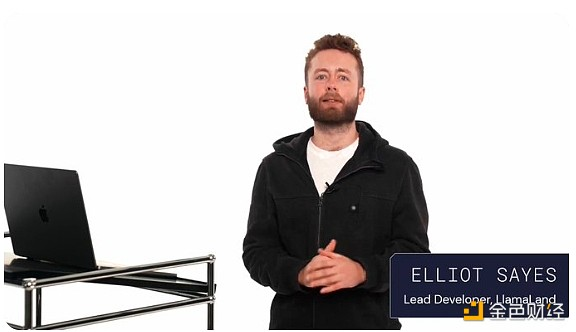 ELLIOT SAYES
Lead Developer, LlamaLand
金色财经